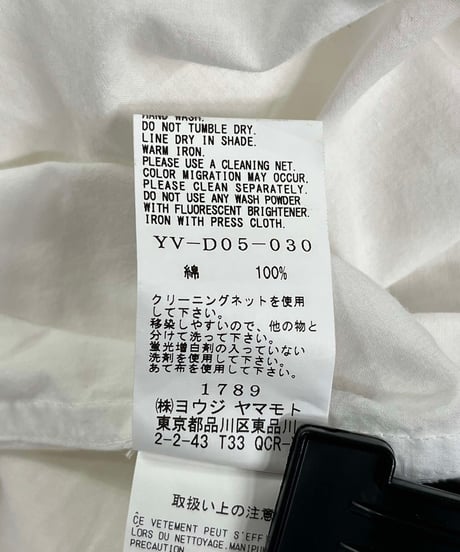 HAND WASH.
DO NOT TUMBLE DRY.
LINE DRY IN SHADE.
WARM IRON.
PLEASE USE A CLEANING NET.
COLOR MIGRATION MAY OCCUR.
PLEASE CLEAN SEPARATELY.
DO NOT USE ANY WASH POWDER
WITH FLUORESCENT BRIGHTENER.
IRON WITH PRESS CLOTH.
YV-D05-030
綿 100%
クリーニングネットを使用
して下さい。
移染しやすいので、他の物と
分けて洗って下さい。
蛍光増白剤の入っていない
洗剤を使用して下さい。
あて布を使用して下さい。
1789
(株)ヨウジ ヤマモト
東京都品川区東品川
2-2-43 T33 QCR-
取扱い上の注意
CE VETEMENT PEUT S'EFF
LORS DU NETTOYAGE.MANIPU
PRECAUTION.